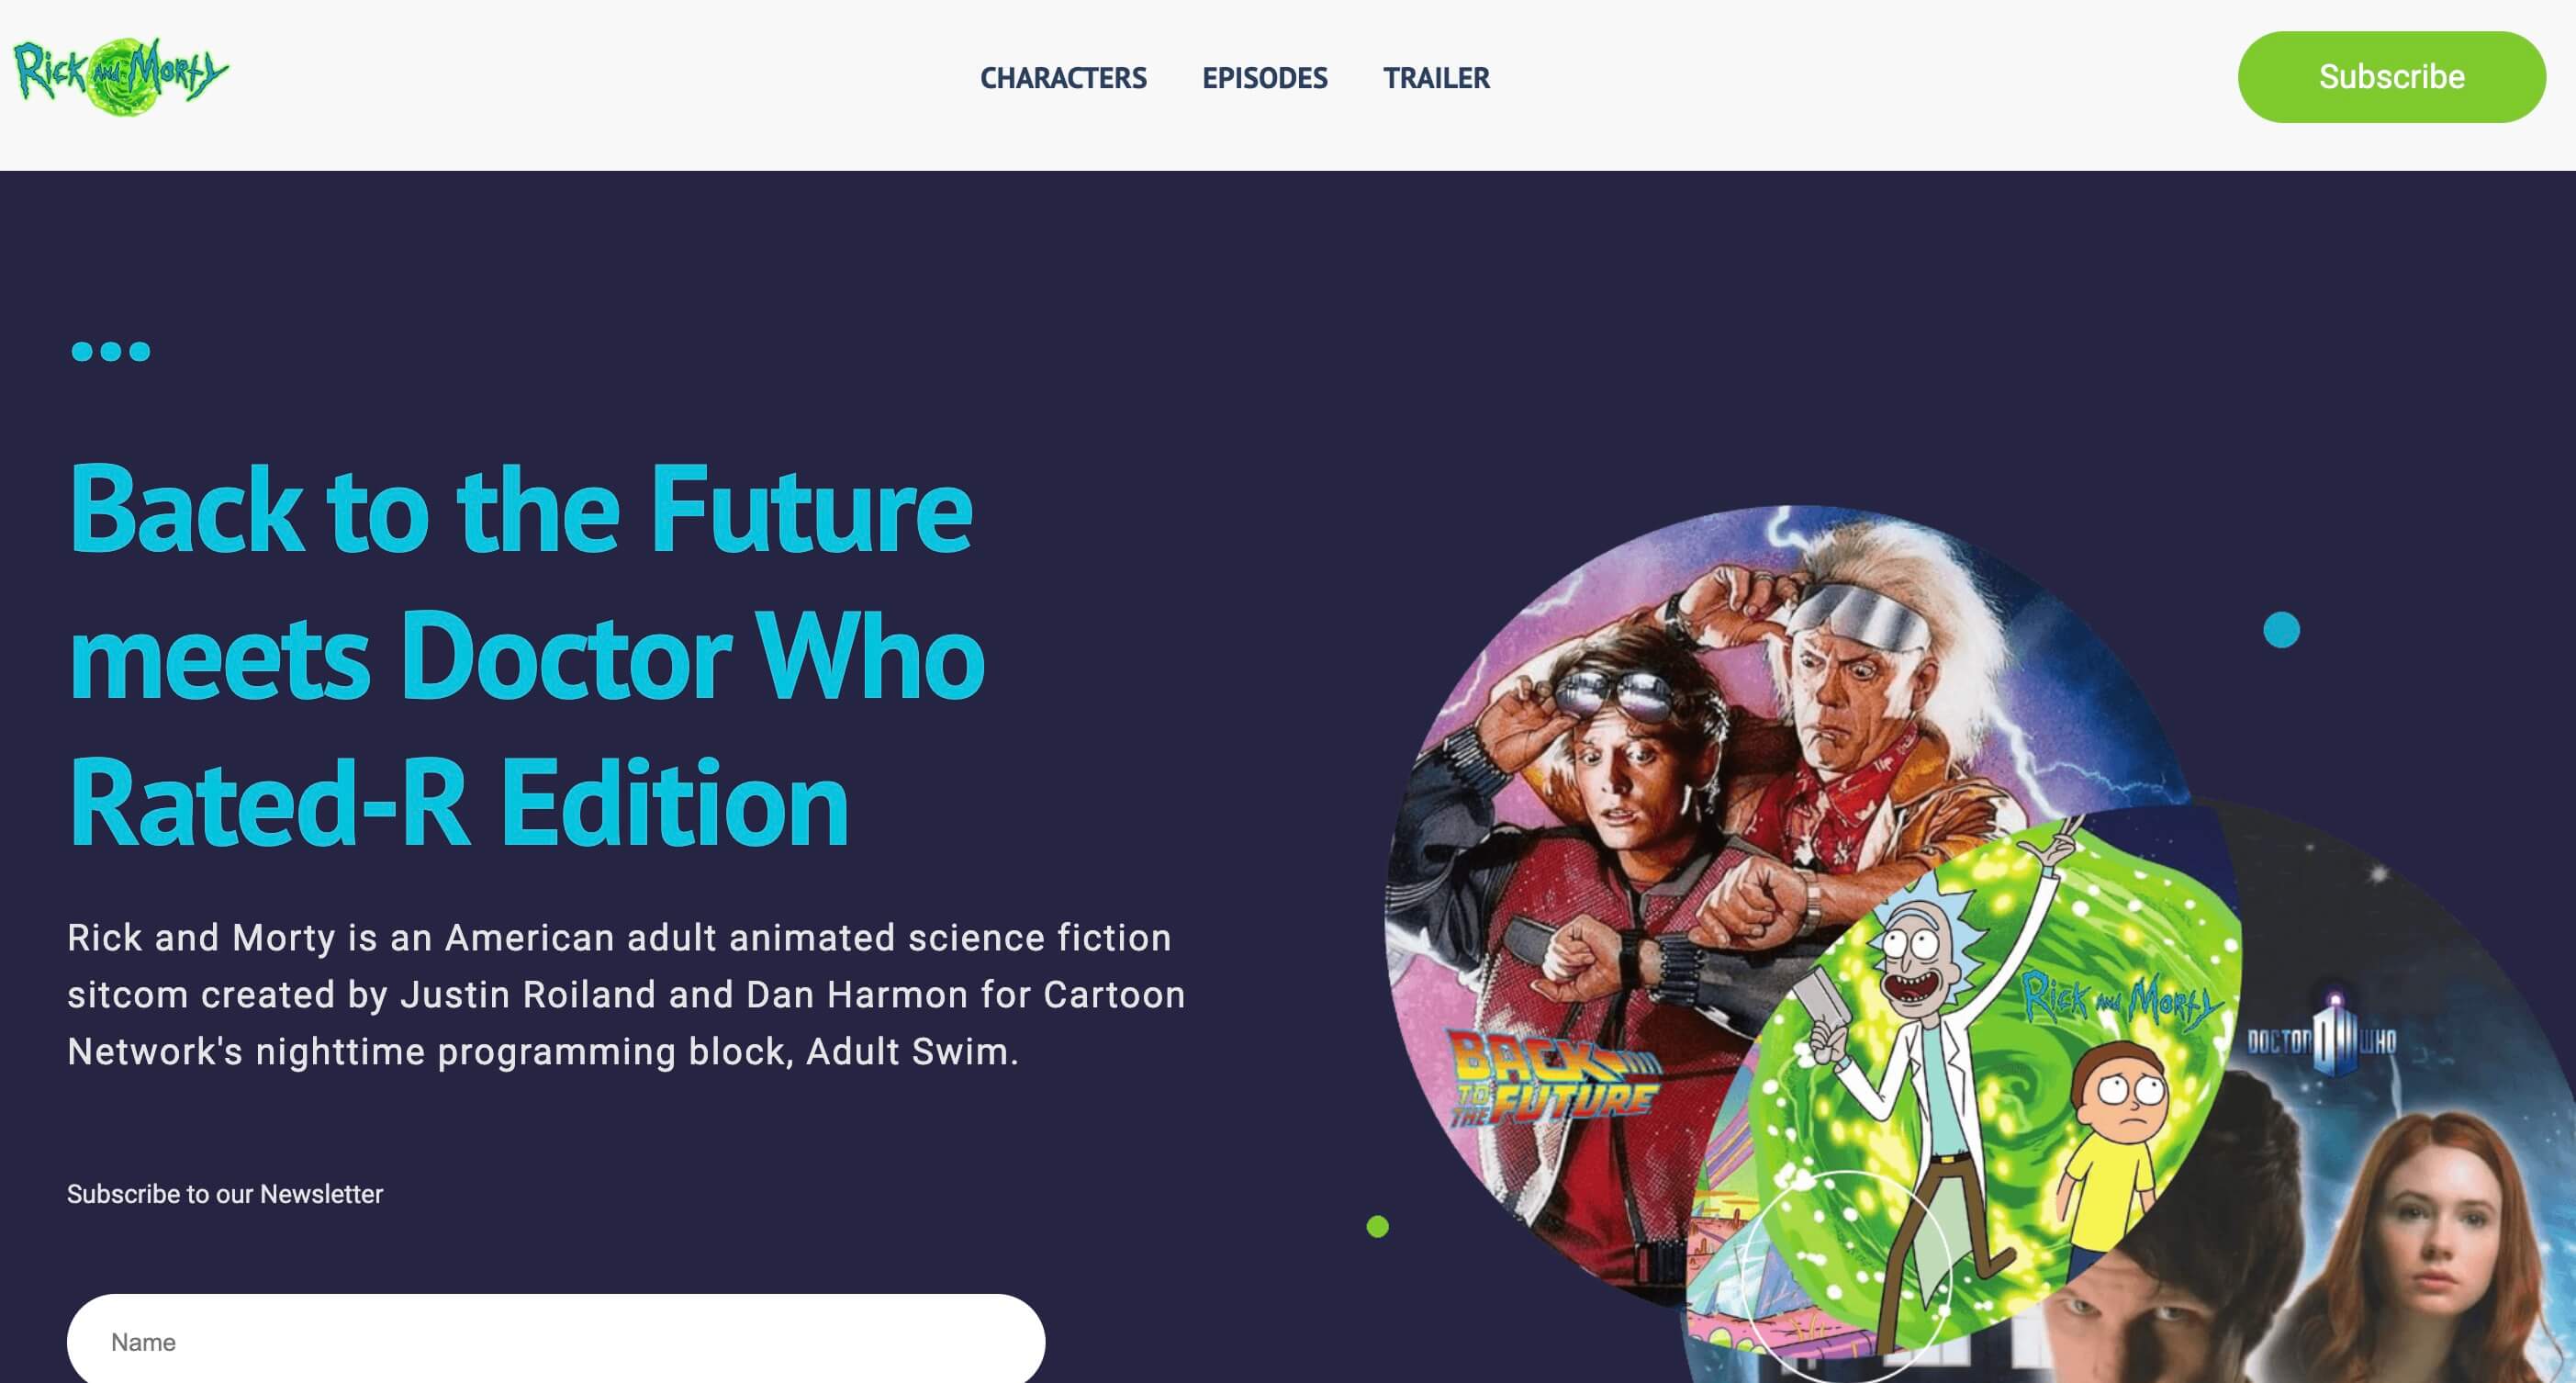 Rick and Morty
CHARACTERS
EPISODES
TRAILER
Subscribe
Back to the Future
meets Doctor Who
Rated-R Edition
Rick and Morty is an American adult animated science fiction
sitcom created by Justin Roiland and Dan Harmon for Cartoon
Network's nighttime programming block, Adult Swim.
Subscribe to our Newsletter
Name
BACK
TO THE FUTURE
Rick and Morty
DOCTOR DW WHO